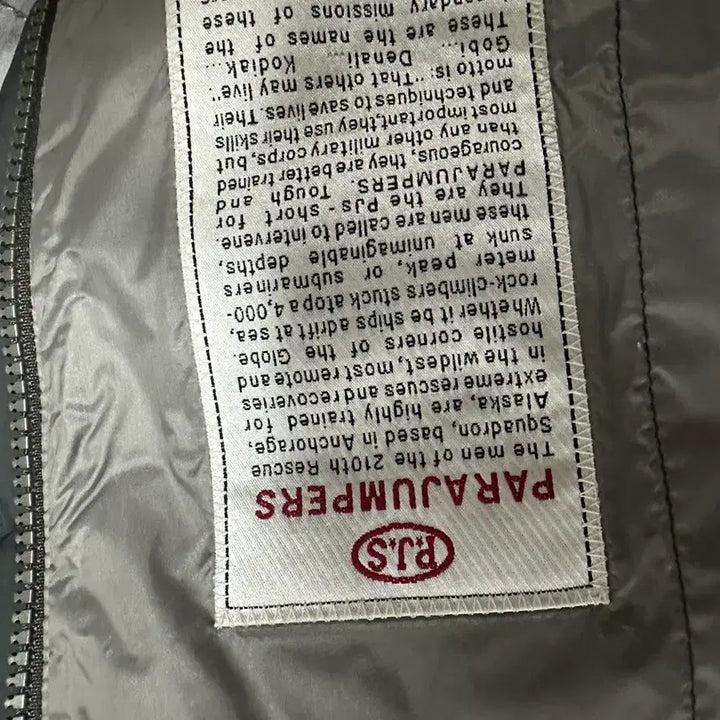 P.J.S
PARAJUMPERS
The men of the 210th Rescue
Squadron, based in Anchorage,
Alaska, are highly trained for
extreme rescues and recoveries
in the wildest, most remote and
hostile corners of the Globe.
Whether it be ships adrift at sea,
rock-climbers stuck atop a 4,000-
meter peak, or submariners
sunk at unimaginable depths,
these men are called to intervene.
They are the PJs - short for
PARAJUMPERS. Tough and
courageous, they are better trained
than any other military corps, but
most important,they use their skills
and techniques to save lives. Their
motto is: "That others may live".
Gobi... Denali... Kodiak...
These are the names of the
missions of these